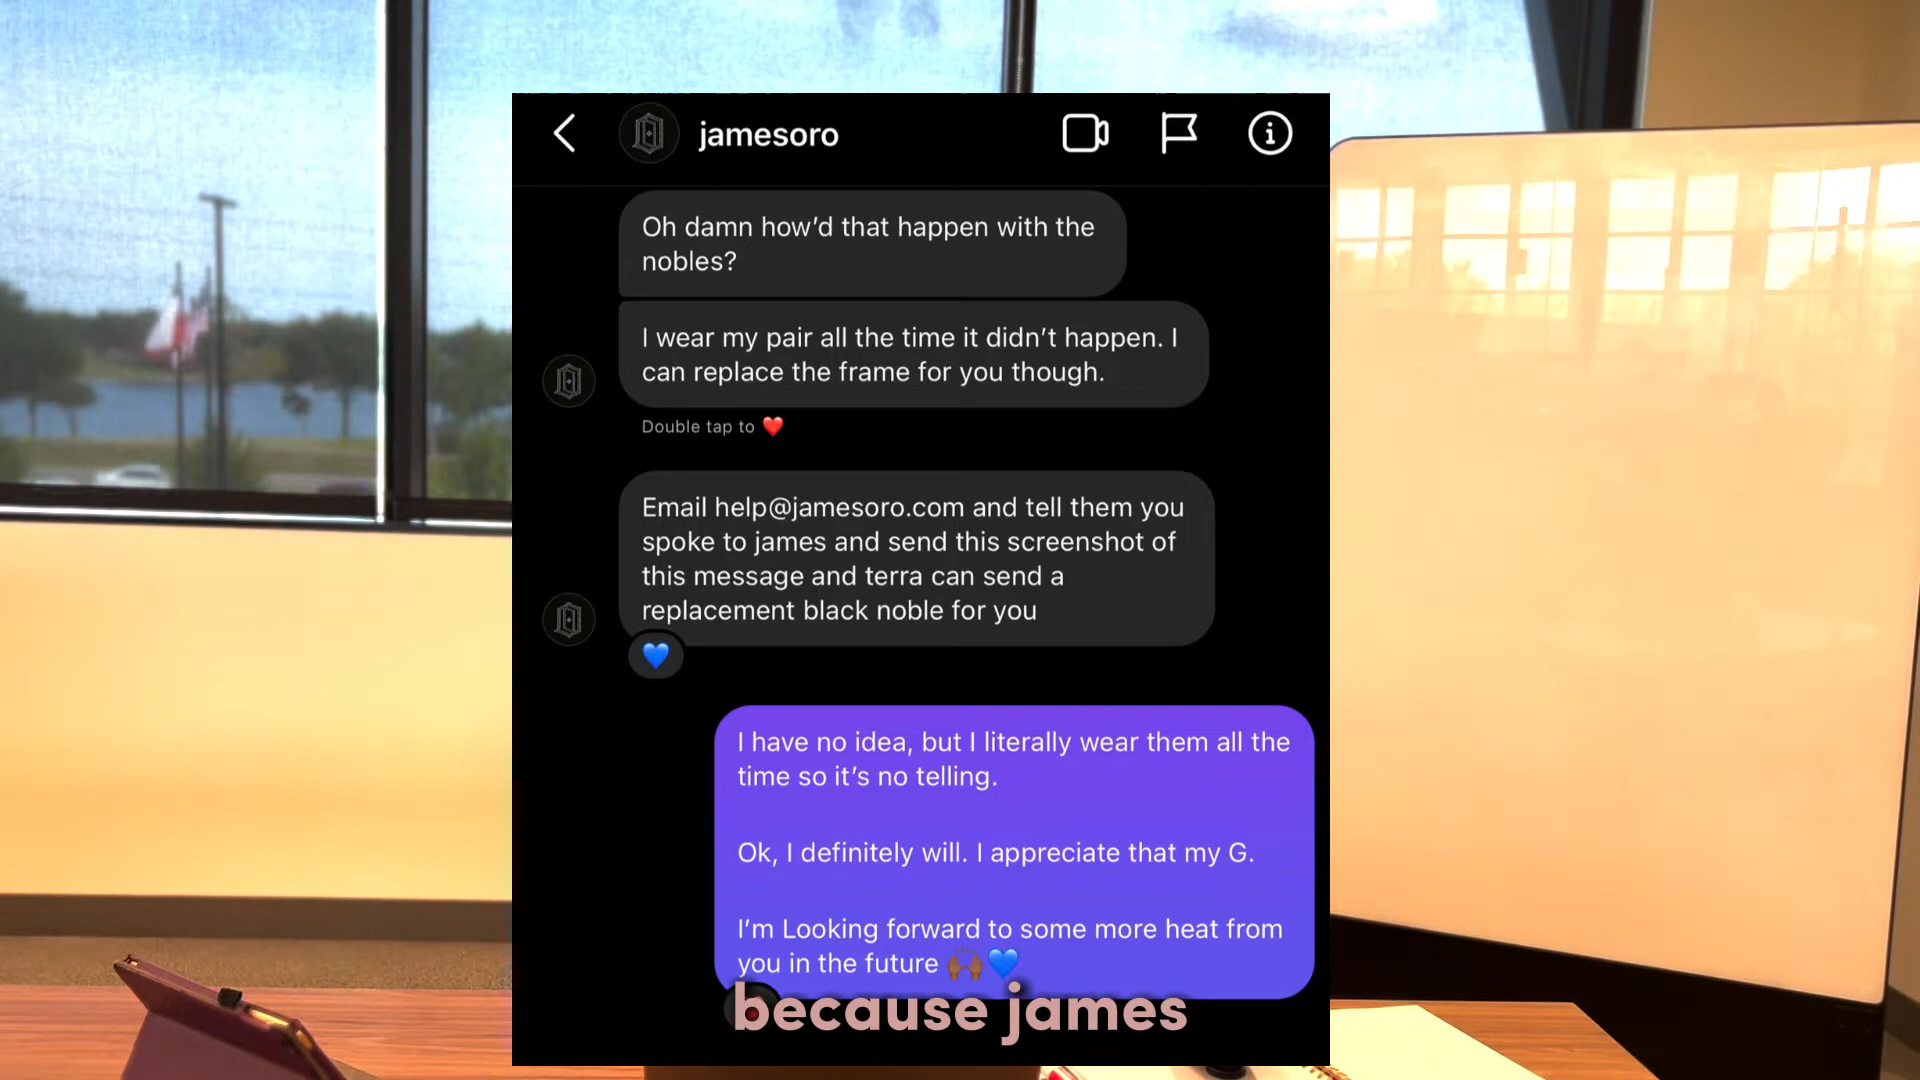 jamesoro
Oh damn how’d that happen with the
nobles?
I wear my pair all the time it didn’t happen. I
can replace the frame for you though.
Double tap to ❤️
Email help@jamesoro.com and tell them you
spoke to james and send this screenshot of
this message and terra can send a
replacement black noble for you
💙
I have no idea, but I literally wear them all the
time so it’s no telling.
Ok, I definitely will. I appreciate that my G.
I’m Looking forward to some more heat from
you in the future 🙌🏾💙
because james